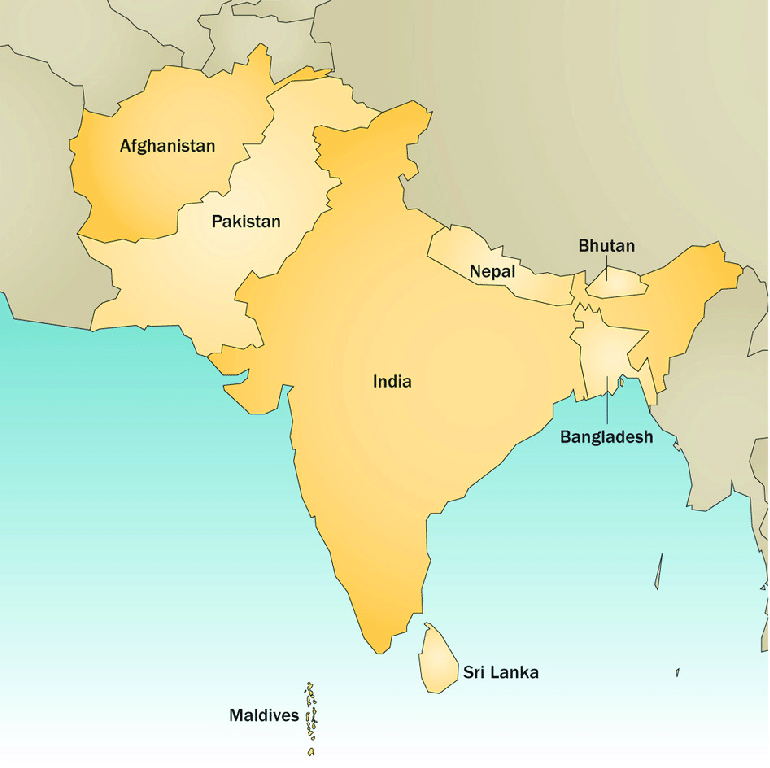 Afghanistan
Pakistan
Bhutan
Nepal
India
Bangladesh
Sri Lanka
Maldives